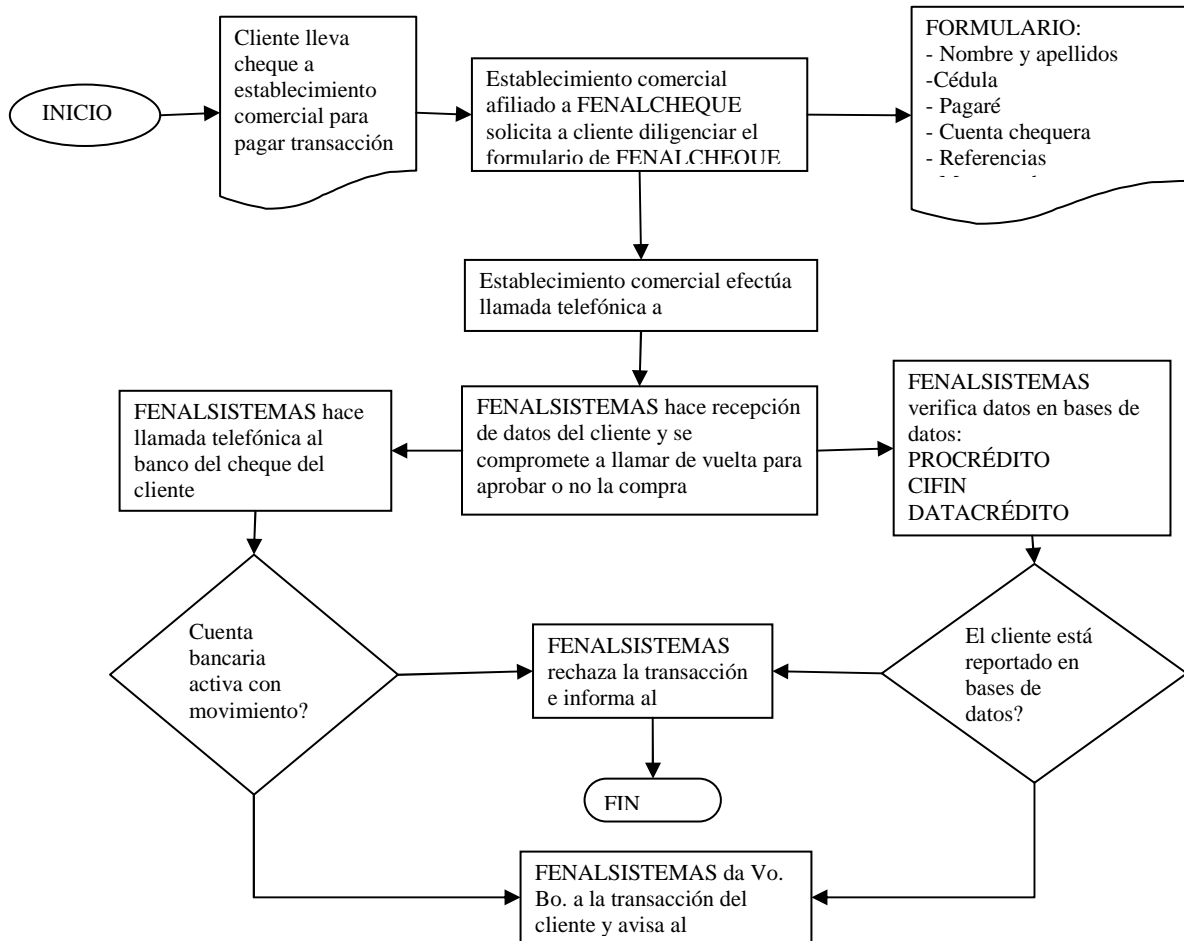 INICIO
Cliente lleva
cheque a
establecimiento
comercial para
pagar transacción
Establecimiento comercial
afiliado a FENALCHEQUE
solicita a cliente diligenciar el
formulario de FENALCHEQUE
FORMULARIO:
- Nombre y apellidos
-Cédula
- Pagaré
- Cuenta chequera
- Referencias
Establecimiento comercial efectúa
llamada telefónica a
FENALSISTEMAS hace
llamada telefónica al
banco del cheque del
cliente
FENALSISTEMAS hace recepción
de datos del cliente y se
compromete a llamar de vuelta para
aprobar o no la compra
FENALSISTEMAS
verifica datos en bases de
datos:
PROCRÉDITO
CIFIN
DATACRÉDITO
Cuenta
bancaria
activa con
movimiento?
FENALSISTEMAS
rechaza la transacción
e informa al
El cliente está
reportado en
bases de
datos?
FIN
FENALSISTEMAS da Vo.
Bo. a la transacción del
cliente y avisa al